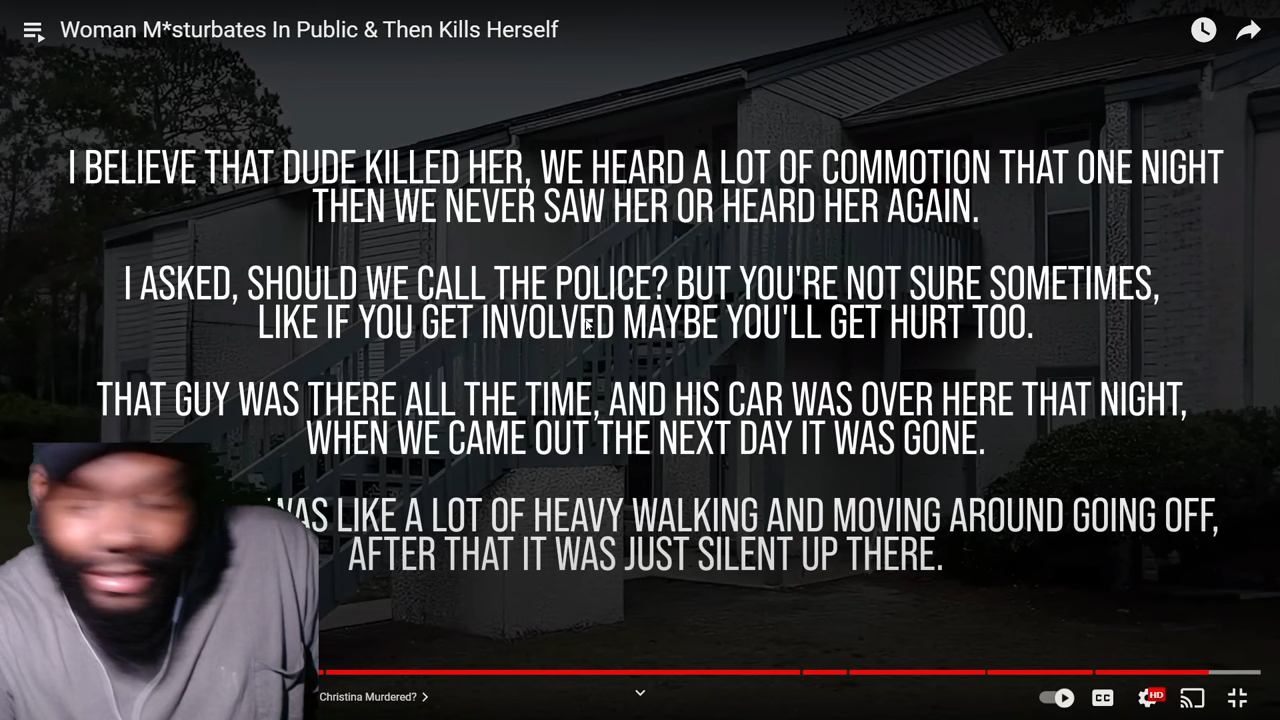 Woman M*sturbates In Public & Then Kills Herself
I BELIEVE THAT DUDE KILLED HER, WE HEARD A LOT OF COMMOTION THAT ONE NIGHT
THEN WE NEVER SAW HER OR HEARD HER AGAIN.
I ASKED, SHOULD WE CALL THE POLICE? BUT YOU'RE NOT SURE SOMETIMES,
LIKE IF YOU GET INVOLVED MAYBE YOU'LL GET HURT TOO.
THAT GUY WAS THERE ALL THE TIME, AND HIS CAR WAS OVER HERE THAT NIGHT,
WHEN WE CAME OUT THE NEXT DAY IT WAS GONE.
WAS LIKE A LOT OF HEAVY WALKING AND MOVING AROUND GOING OFF,
AFTER THAT IT WAS JUST SILENT UP THERE.
Christina Murdered?
CC
HD